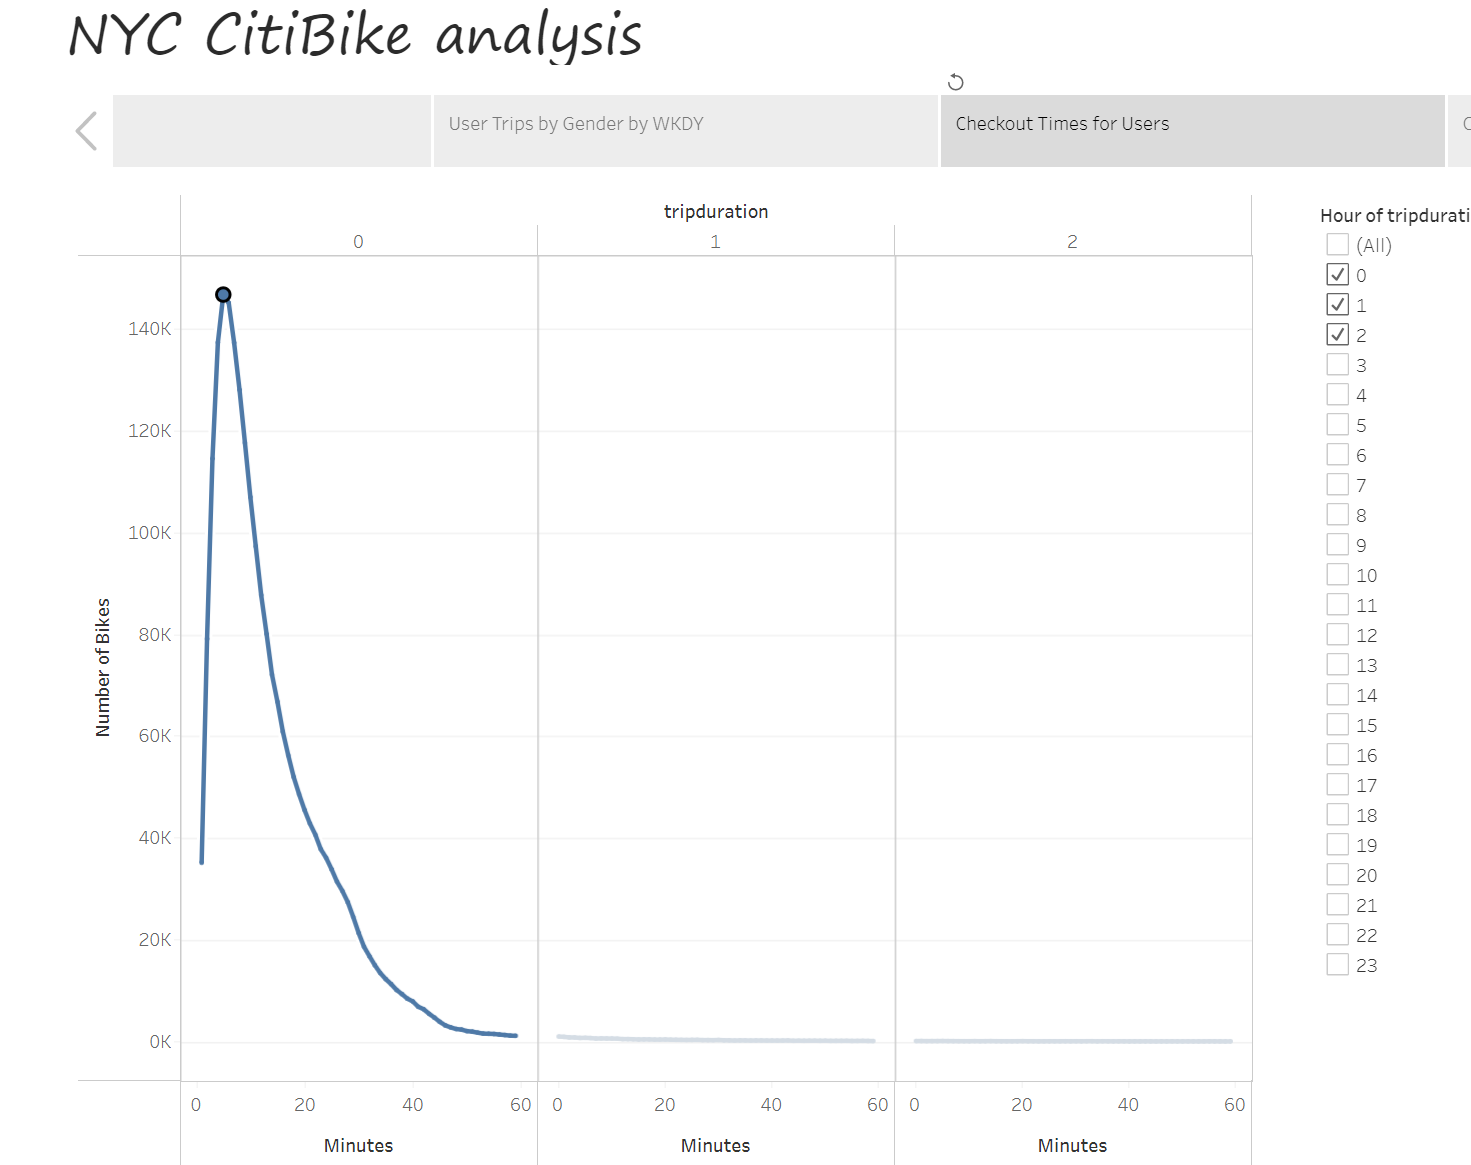 NYC CitiBike analysis
User Trips by Gender by WKDY
Checkout Times for Users
tripduration
0 1 2
Number of Bikes
140K
120K
100K
80K
60K
40K
20K
0K
0 20 40 60 0 20 40 60 0 20 40 60
Minutes Minutes Minutes
Hour of tripdurati
(All)
0
1
2
3
4
5
6
7
8
9
10
11
12
13
14
15
16
17
18
19
20
21
22
23